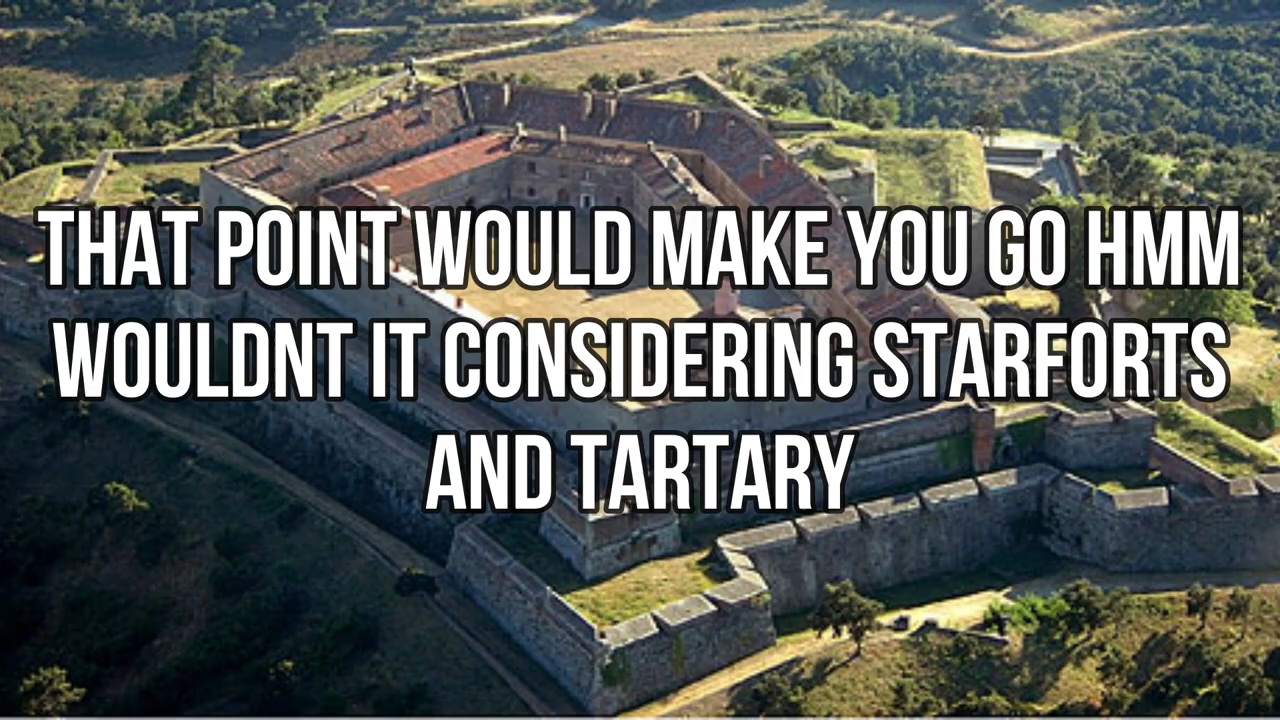 THAT POINT WOULD MAKE YOU GO HMM
WOULDNT IT CONSIDERING STARFORTS
AND TARTARY